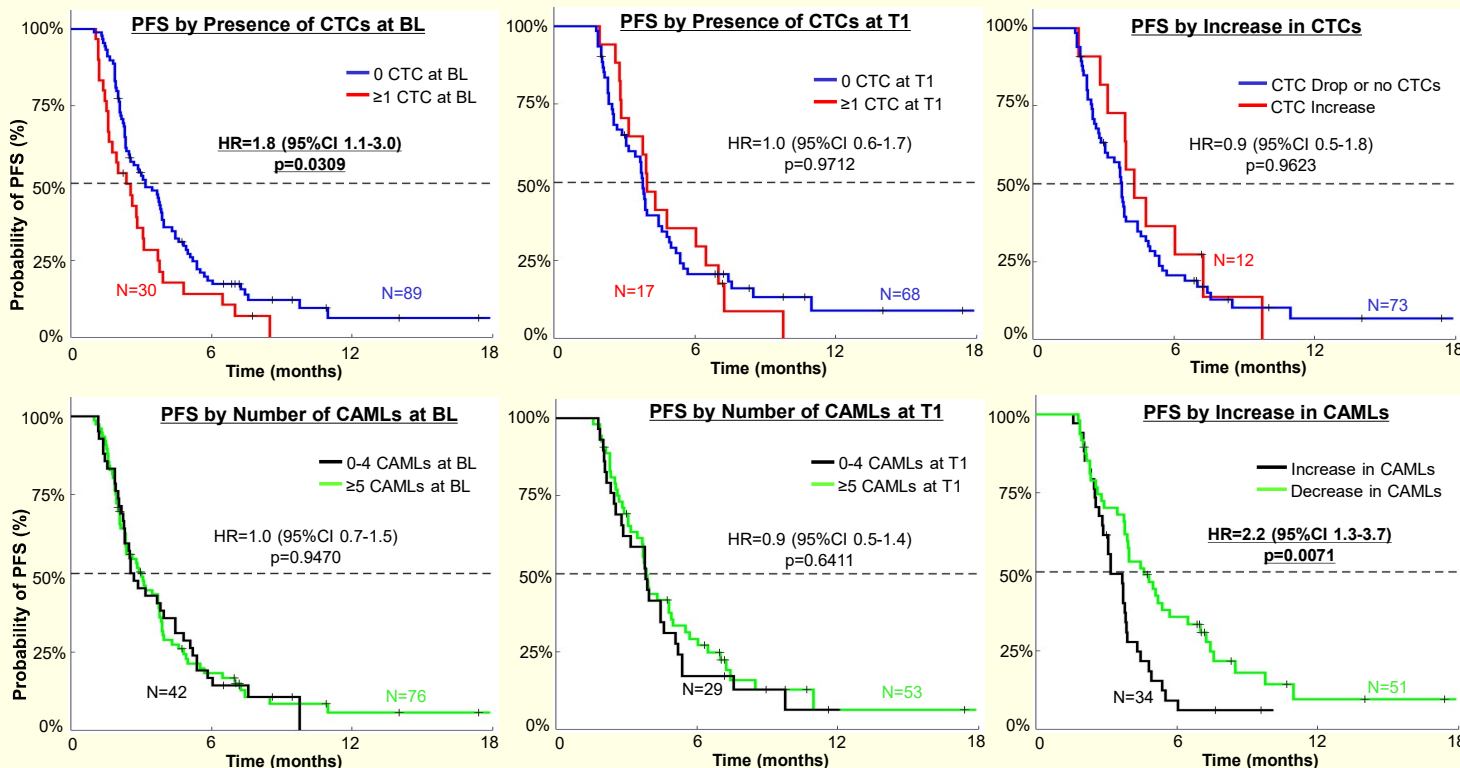 PFS by Presence of CTCs at BL
100%
75%
50%
25%
0%
Probability of PFS (%)
0 CTC at BL
≥1 CTC at BL
HR=1.8 (95%CI 1.1-3.0)
p=0.0309
N=30
N=89
0
6
12
18
Time (months)
PFS by Presence of CTCs at T1
100%
75%
50%
25%
0%
0 CTC at T1
≥1 CTC at T1
HR=1.0 (95%CI 0.6-1.7)
p=0.9712
N=17
N=68
0
6
12
18
Time (months)
PFS by Increase in CTCs
100%
75%
50%
25%
0%
CTC Drop or no CTCs
CTC Increase
HR=0.9 (95%CI 0.5-1.8)
p=0.9623
N=12
N=73
0
6
12
18
Time (months)
PFS by Number of CAMLs at BL
100%
75%
50%
25%
0%
Probability of PFS (%)
0-4 CAMLs at BL
≥5 CAMLs at BL
HR=1.0 (95%CI 0.7-1.5)
p=0.9470
N=42
N=76
0
6
12
18
Time (months)
PFS by Number of CAMLs at T1
100%
75%
50%
25%
0%
0-4 CAMLs at T1
≥5 CAMLs at T1
HR=0.9 (95%CI 0.5-1.4)
p=0.6411
N=29
N=53
0
6
12
18
Time (months)
PFS by Increase in CAMLs
100%
75%
50%
25%
0%
Increase in CAMLs
Decrease in CAMLs
HR=2.2 (95%CI 1.3-3.7)
p=0.0071
N=34
N=51
0
6
12
18
Time (months)